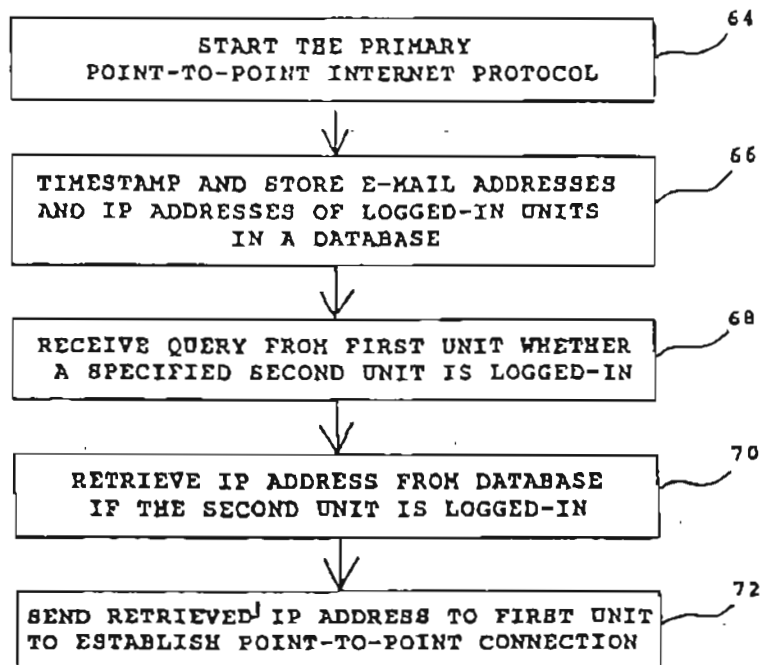 64
START THE PRIMARY
POINT-TO-POINT INTERNET PROTOCOL
66
TIMESTAMP AND STORE E-MAIL ADDRESSES
AND IP ADDRESSES OF LOGGED-IN UNITS
IN A DATABASE
68
RECEIVE QUERY FROM FIRST UNIT WHETHER
A SPECIFIED SECOND UNIT IS LOGGED-IN
70
RETRIEVE IP ADDRESS FROM DATABASE
IF THE SECOND UNIT IS LOGGED-IN
72
SEND RETRIEVED IP ADDRESS TO FIRST UNIT
TO ESTABLISH POINT-TO-POINT CONNECTION